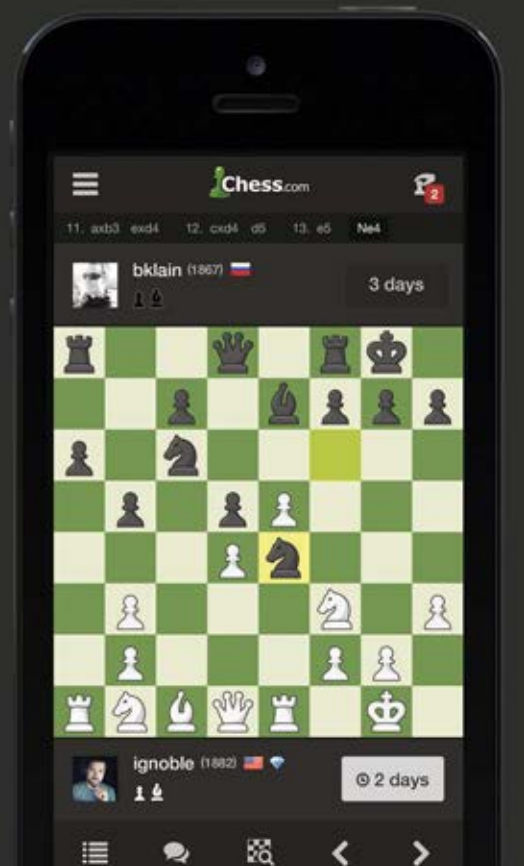 Chess.com
2
11. axb3 exd4 12. cxd4 d5 13. e5 Ne4
bklain (1867)
3 days
ignoble (1882)
2 days